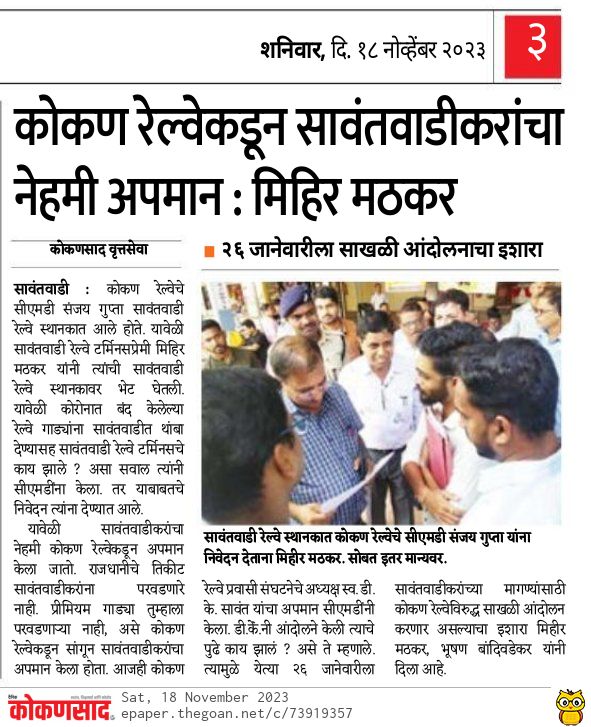 शनिवार, दि. १८ नोव्हेंबर २०२३
३
कोकण रेल्वेकडून सावंतवाडीकरांचा
नेहमी अपमान : मिहिर मठकर
कोकणसाद वृत्तसेवा
२६ जानेवारीला साखळी आंदोलनाचा इशारा
सावंतवाडी : कोकण रेल्वेचे
सीएमडी संजय गुप्ता सावंतवाडी
रेल्वे स्थानकात आले होते. यावेळी
सावंतवाडी रेल्वे टर्मिनसप्रेमी मिहिर
मठकर यांनी त्यांची सावंतवाडी
रेल्वे स्थानकावर भेट घेतली.
यावेळी कोरोनात बंद केलेल्या
रेल्वे गाड्यांना सावंतवाडीत थांबा
देण्यासह सावंतवाडी रेल्वे टर्मिनसचे
काय झाले ? असा सवाल त्यांनी
सीएमडींना केला. तर याबाबतचे
निवेदन त्यांना देण्यात आले.
यावेळी सावंतवाडीकरांचा
नेहमी कोकण रेल्वेकडून अपमान
केला जातो. राजधानीचे तिकीट
सावंतवाडीकरांना परवडणारे
नाही. प्रीमियम गाड्या तुम्हाला
परवडणाऱ्या नाही, असे कोकण
रेल्वेकडून सांगून सावंतवाडीकरांचा
अपमान केला होता. आजही कोकण
सावंतवाडी रेल्वे स्थानकात कोकण रेल्वेचे सीएमडी संजय गुप्ता यांना
निवेदन देताना मिहीर मठकर. सोबत इतर मान्यवर.
रेल्वे प्रवासी संघटनेचे अध्यक्ष स्व. डी.
के. सावंत यांचा अपमान सीएमडींनी
केला. डी.कें.नी आंदोलने केली त्याचे
पुढे काय झालं ? असे ते म्हणाले.
त्यामुळे येत्या २६ जानेवारीला
सावंतवाडीकरांच्या मागण्यांसाठी
कोकण रेल्वेविरुद्ध साखळी आंदोलन
करणार असल्याचा इशारा मिहीर
मठकर, भूषण बांदिवडेकर यांनी
दिला आहे.
दैनिक
कोकणसाद
Sat, 18 November 2023
epaper.thegoan.net/c/73919357